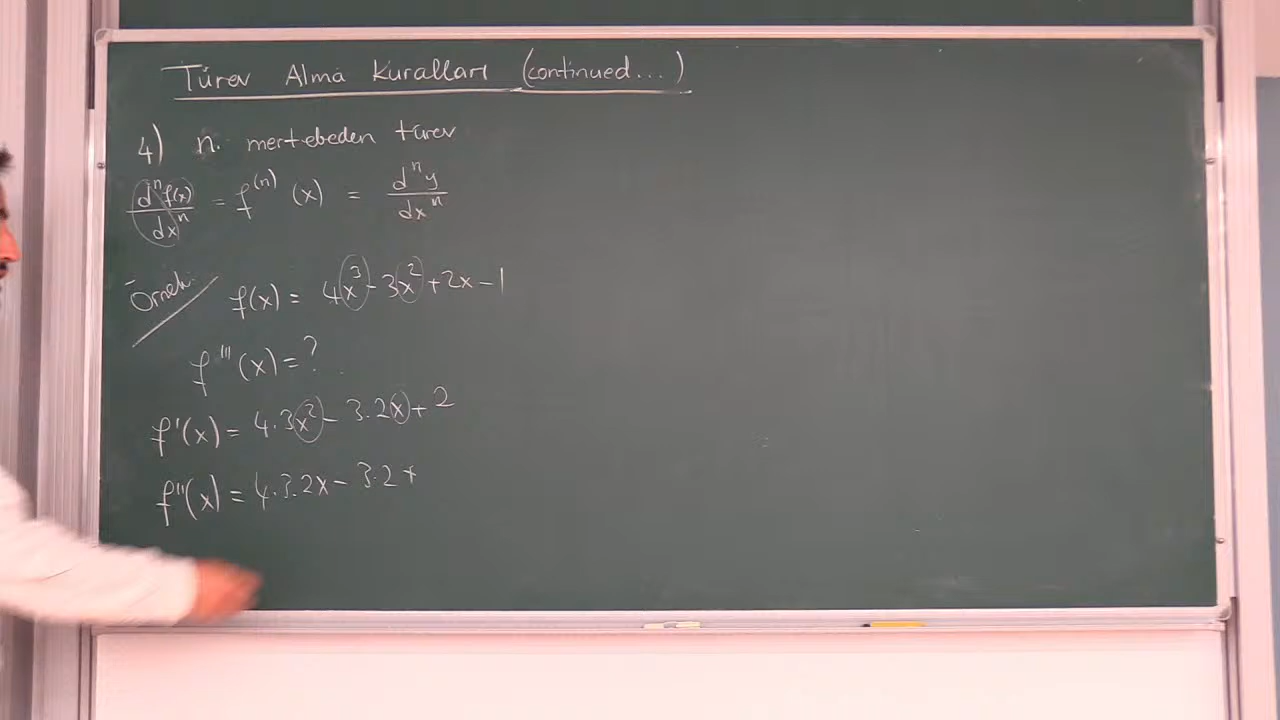 Türev Alma Kuralları (continued...)
4) n. mertebeden türev
dⁿf(x)/dxⁿ = f⁽ⁿ⁾(x) = dⁿy/dxⁿ
Örnek f(x) = 4x³ - 3x² + 2x - 1
f'''(x) = ?
f'(x) = 4.3x² - 3.2x + 2
f''(x) = 4.3.2x - 3.2 +